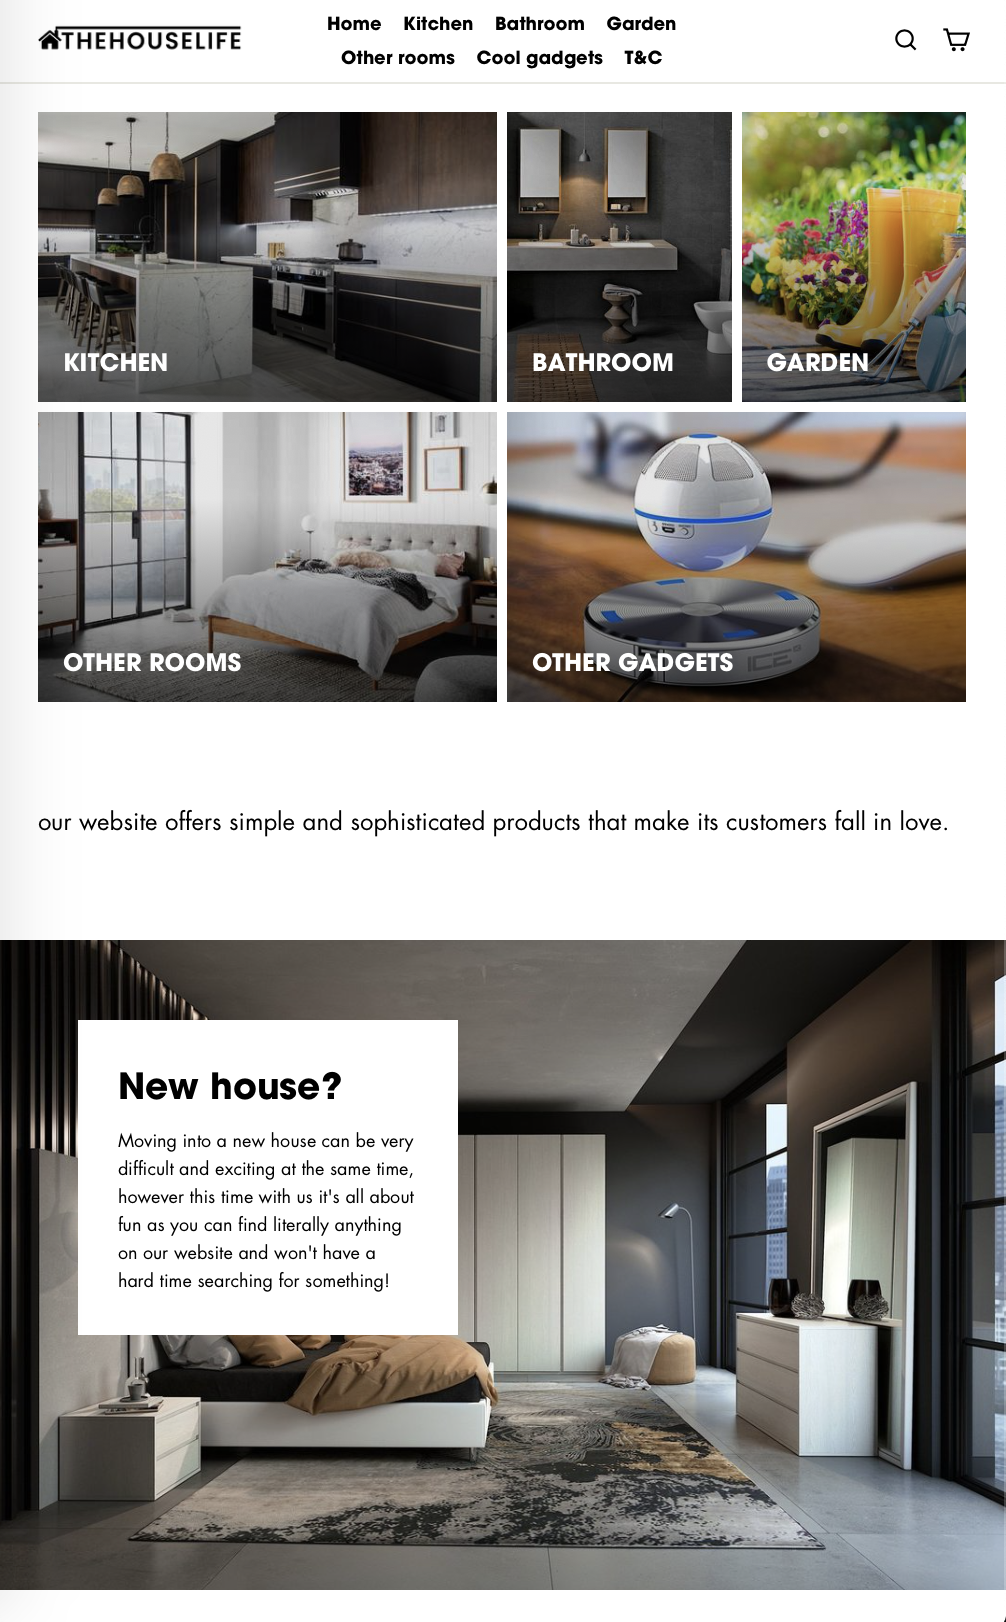 THEHOUSELIFE
Home Kitchen Bathroom Garden
Other rooms Cool gadgets T&C
KITCHEN
BATHROOM
GARDEN
OTHER ROOMS
OTHER GADGETS
ICE
our website offers simple and sophisticated products that make its customers fall in love.
New house?
Moving into a new house can be very
difficult and exciting at the same time,
however this time with us it's all about
fun as you can find literally anything
on our website and won't have a
hard time searching for something!